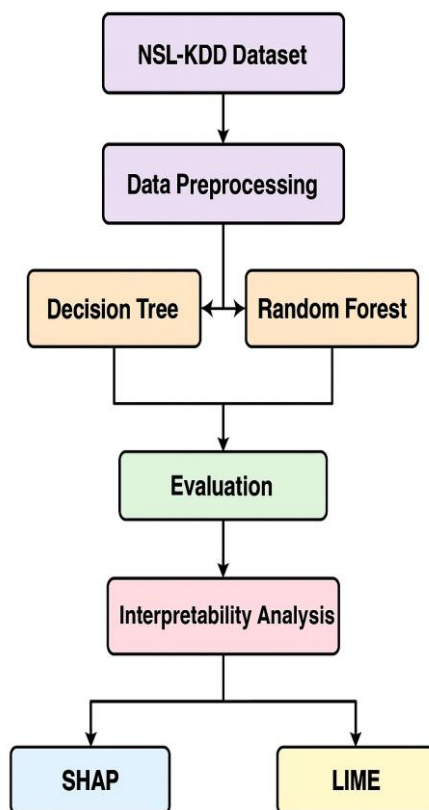 NSL-KDD Dataset
Data Preprocessing
Decision Tree
Random Forest
Evaluation
Interpretability Analysis
SHAP
LIME